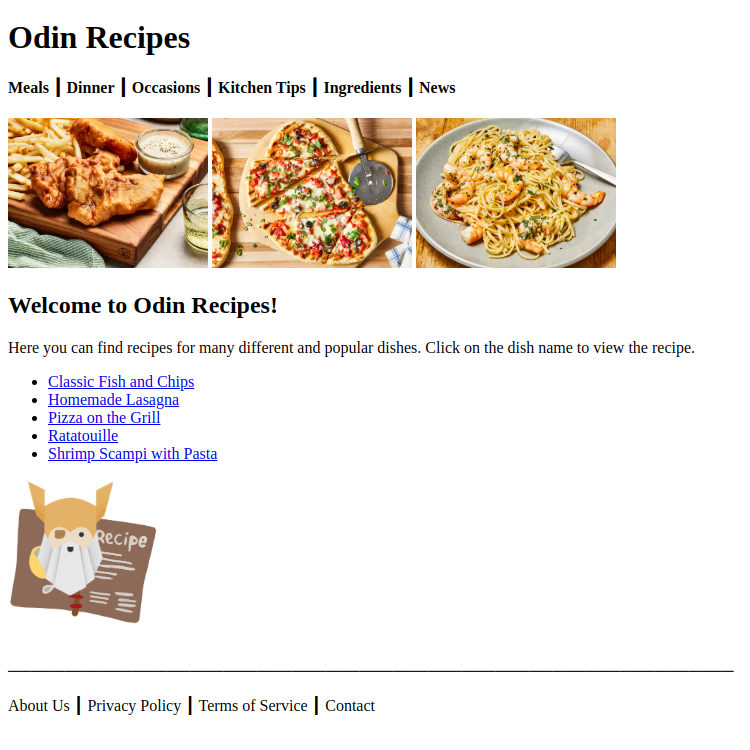 Odin Recipes
Meals ┃ Dinner ┃ Occasions ┃ Kitchen Tips ┃ Ingredients ┃ News
Welcome to Odin Recipes!
Here you can find recipes for many different and popular dishes. Click on the dish name to view the recipe.
Classic Fish and Chips
Homemade Lasagna
Pizza on the Grill
Ratatouille
Shrimp Scampi with Pasta
Recipe
About Us ┃ Privacy Policy ┃ Terms of Service ┃ Contact